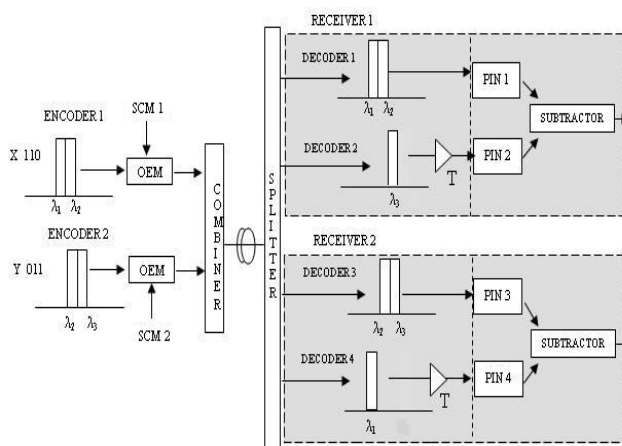 RECEIVER 1
DECODER 1
PIN 1
λ1 λ2
SUBTRACTOR
DECODER 2
T
PIN 2
λ3
ENCODER 1
SCM 1
X 110
OEM
λ1 λ2
ENCODER 2
Y 011
OEM
λ2 λ3
SCM 2
COMBINER
SPLITTER
RECEIVER 2
DECODER 3
PIN 3
λ2 λ3
SUBTRACTOR
DECODER 4
T
PIN 4
λ1